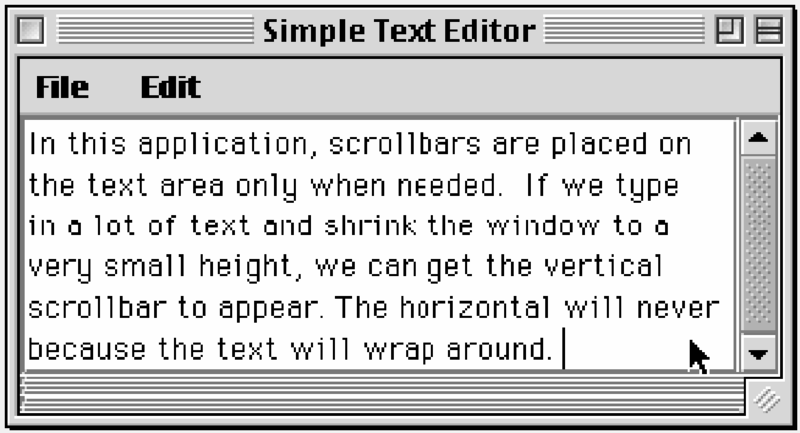 Simple Text Editor
File Edit
In this application, scrollbars are placed on
the text area only when needed.  If we type
in a lot of text and shrink the window to a
very small height, we can get the vertical
scrollbar to appear. The horizontal will never
because the text will wrap around.